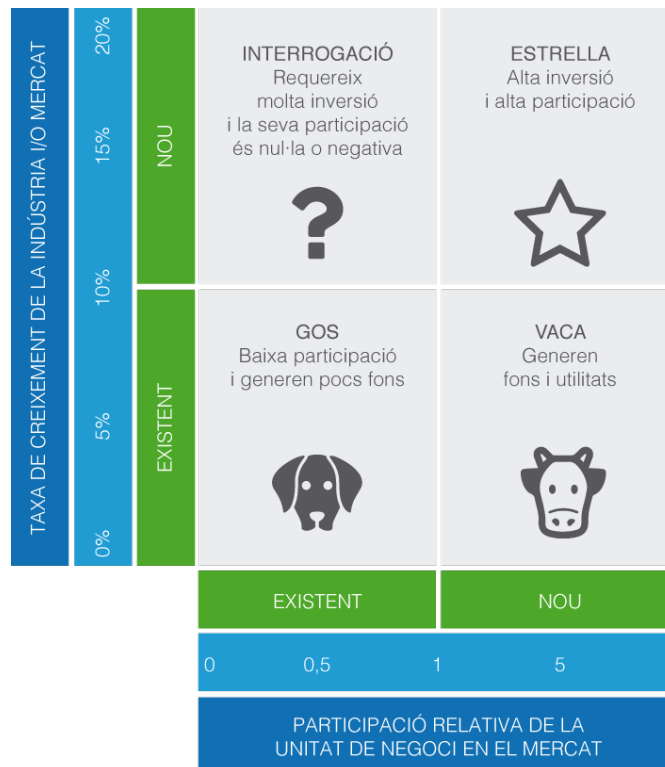 TAXA DE CREIXEMENT DE LA INDÚSTRIA I/O MERCAT
20%
15%
10%
5%
0%
NOU
EXISTENT
INTERROGACIÓ
Requereix
molta inversió
i la seva participació
és nul·la o negativa
?
ESTRELLA
Alta inversió
i alta participació
GOS
Baixa participació
i generen pocs fons
VACA
Generen
fons i utilitats
EXISTENT
NOU
0
0,5
1
5
PARTICIPACIÓ RELATIVA DE LA
UNITAT DE NEGOCI EN EL MERCAT